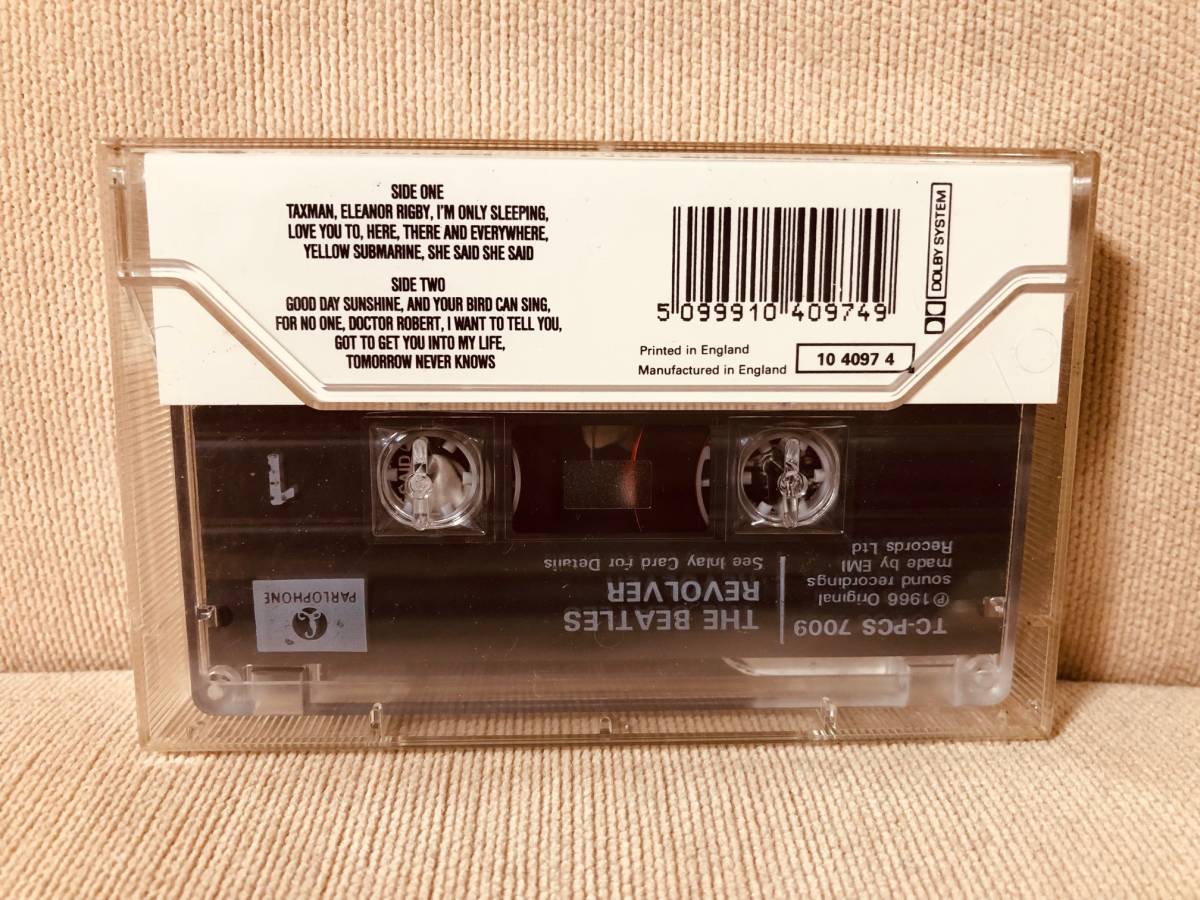 SIDE ONE
TAXMAN, ELEANOR RIGBY, I'M ONLY SLEEPING,
LOVE YOU TO, HERE, THERE AND EVERYWHERE,
YELLOW SUBMARINE, SHE SAID SHE SAID
SIDE TWO
GOOD DAY SUNSHINE, AND YOUR BIRD CAN SING,
FOR NO ONE, DOCTOR ROBERT, I WANT TO TELL YOU,
GOT TO GET YOU INTO MY LIFE,
TOMORROW NEVER KNOWS
5 099910 409749
Printed in England
Manufactured in England
10 4097 4
DOLBY SYSTEM
TC-PCS 7009
℗1966 Original
sound recordings
made by EMI
Records Ltd
THE BEATLES
REVOLVER
See Inlay Card For Details
PARLOPHONE
1